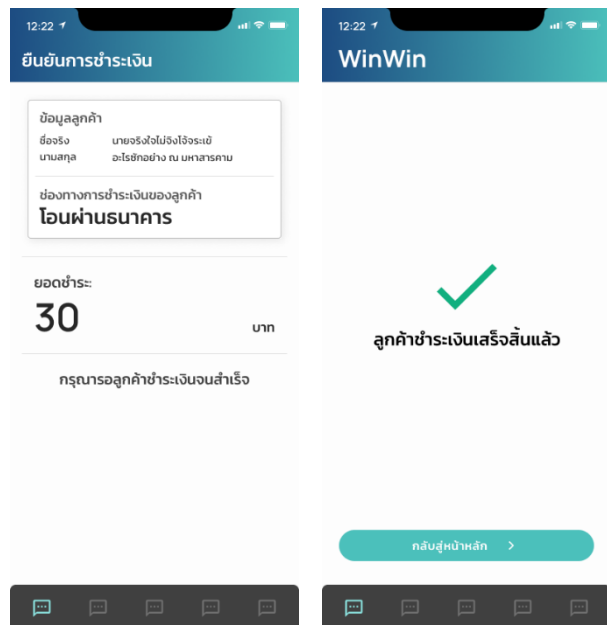 12:22
ยืนยันการชำระเงิน
ข้อมูลลูกค้า
ชื่อจริง นายจริงใจไม่จิงโจ้จระเข้
นามสกุล อะไรซักอย่าง ณ มหาสารคาม
ช่องทางการชำระเงินของลูกค้า
โอนผ่านธนาคาร
ยอดชำระ:
30 บาท
กรุณารอลูกค้าชำระเงินจนสำเร็จ
12:22
WinWin
ลูกค้าชำระเงินเสร็จสิ้นแล้ว
กลับสู่หน้าหลัก